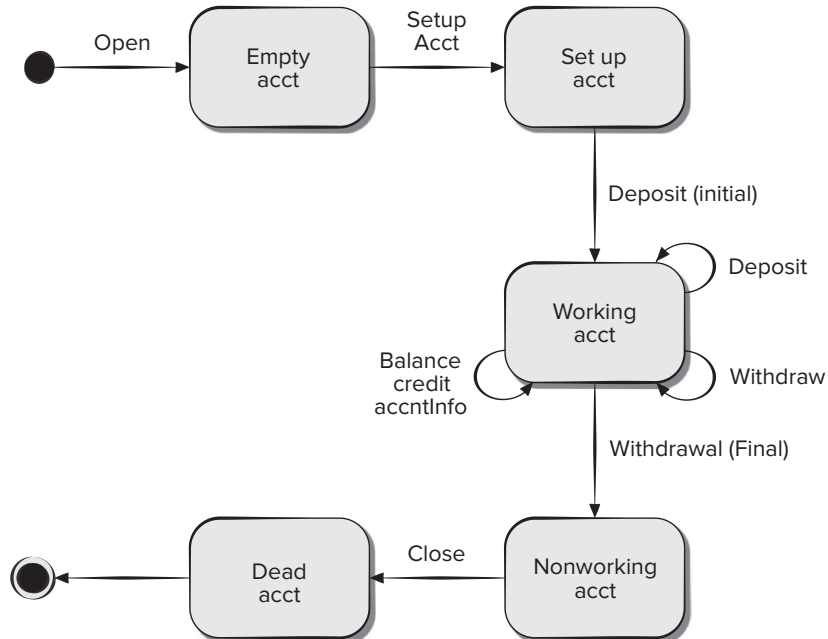 Open
Empty
acct
Setup
Acct
Set up
acct
Deposit (initial)
Deposit
Working
acct
Balance
credit
accntInfo
Withdraw
Withdrawal (Final)
Nonworking
acct
Close
Dead
acct